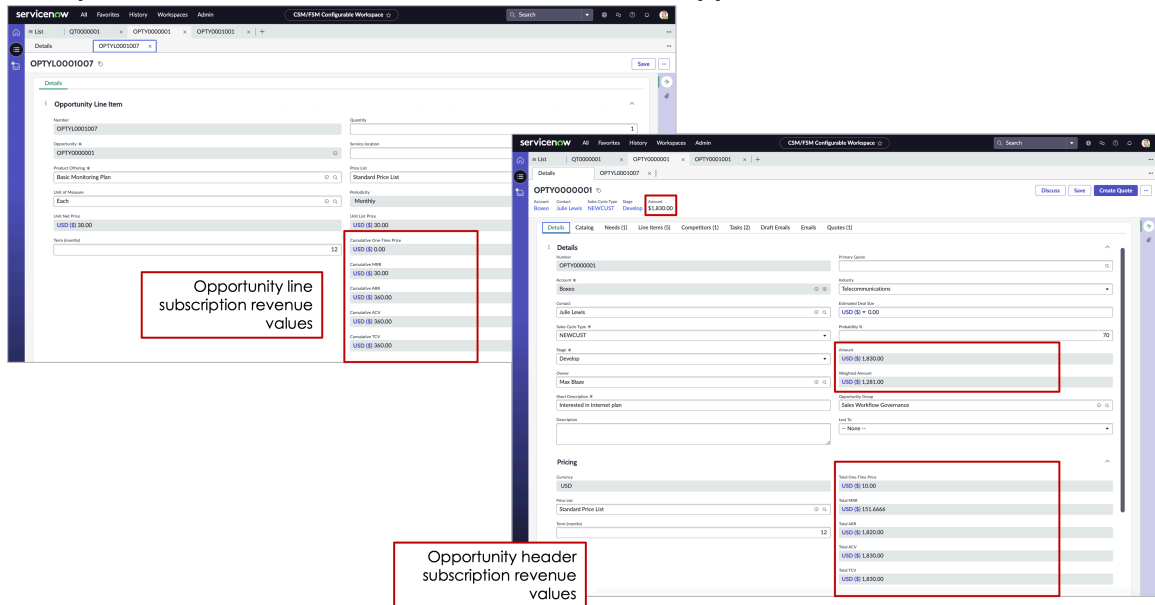 servicenow All Favorites History Workspaces Admin CSM/FSM Configurable Workspace Search
List QT0000001 × OPTY0000001 × OPTY0001001 × +
Details OPTYL0001007 ×
OPTYL0001007 Save
Details
Opportunity Line Item
Number
OPTYL0001007
Quantity
1
Opportunity
OPTY0000001
Service location
Product Offering
Basic Monitoring Plan
Price List
Standard Price List
Unit of Measure
Each
Periodicity
Monthly
Unit Net Price
USD ($) 30.00
Unit List Price
USD ($) 30.00
Term (months)
12
Cumulative One-Time Price
USD ($) 0.00
Cumulative MRR
USD ($) 30.00
Cumulative ARR
USD ($) 360.00
Cumulative ACV
USD ($) 360.00
Cumulative TCV
USD ($) 360.00
Opportunity line
subscription revenue
values
servicenow All Favorites History Workspaces Admin CSM/FSM Configurable Workspace Search
List QT0000001 × OPTY0000001 × OPTY0001001 × +
Details OPTYL0001007 ×
OPTY0000001 Discuss Save Create Quote
Account Contact Sales Cycle Type Stage Amount
Boxeo Julie Lewis NEWCUST Develop $1,830.00
Details Catalog Needs (1) Line Items (5) Competitors (1) Tasks (2) Draft Emails Emails Quotes (1)
Details
Number
OPTY0000001
Primary Quote
Account
Boxeo
Industry
Telecommunications
Contact
Julie Lewis
Estimated Deal Size
USD ($) 0.00
Sales Cycle Type
NEWCUST
Probability %
70
Stage
Develop
Amount
USD ($) 1,830.00
Owner
Max Blaze
Weighted Amount
USD ($) 1,281.00
Short Description
Interested in Internet plan
Opportunity Group
Sales Workflow Governance
Description
Lost To
-- None --
Pricing
Currency
USD
Total One-Time Price
USD ($) 10.00
Price List
Standard Price List
Total MRR
USD ($) 151.6666
Term (months)
12
Total ARR
USD ($) 1,820.00
Total ACV
USD ($) 1,830.00
Total TCV
USD ($) 1,830.00
Opportunity header
subscription revenue
values